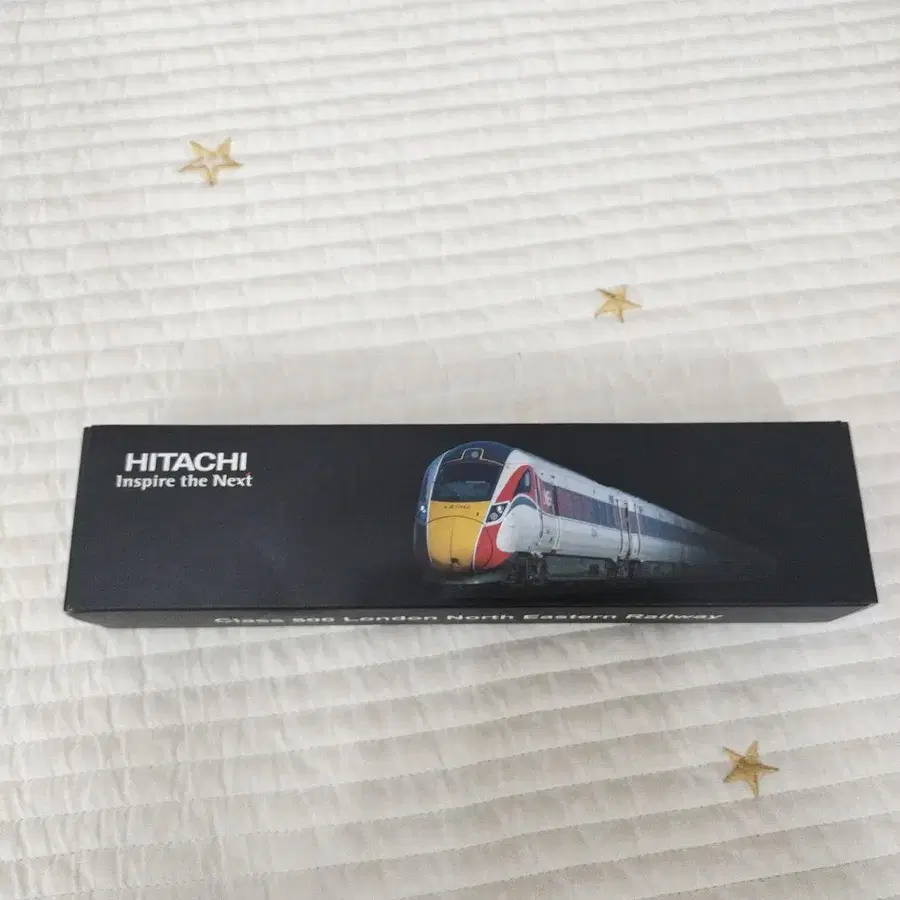 HITACHI
Inspire the Next
Class 800 London North Eastern Railway